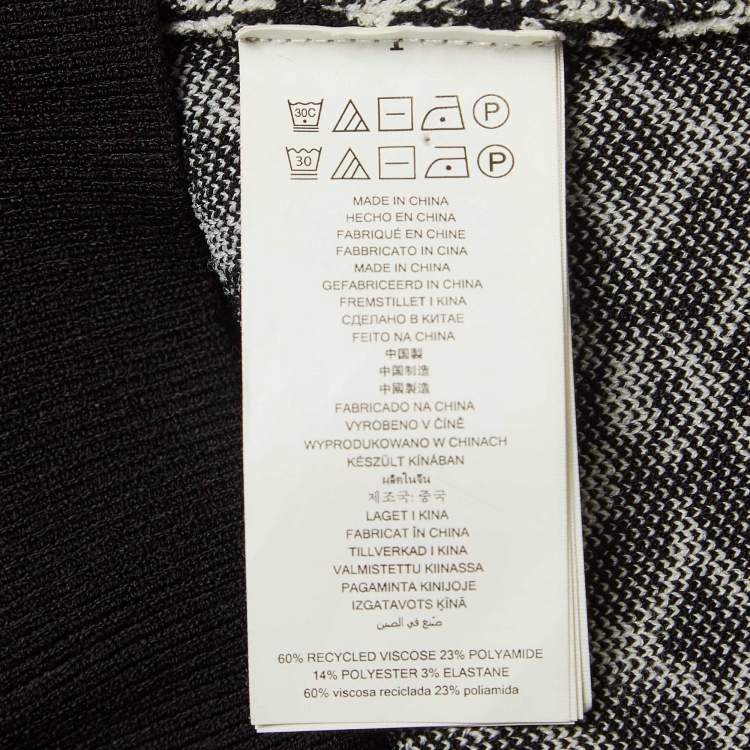 30C P
30 P
MADE IN CHINA
HECHO EN CHINA
FABRIQUÉ EN CHINE
FABBRICATO IN CINA
MADE IN CHINA
GEFABRICEERD IN CHINA
FREMSTILLET I KINA
СДЕЛАНО В КИТАЕ
FEITO NA CHINA
中国製
中国制造
中國製造
FABRICADO NA CHINA
VYROBENO V ČÍNĚ
WYPRODUKOWANO W CHINACH
KÉSZÜLT KÍNÁBAN
ผลิตในจีน
제조국: 중국
LAGET I KINA
FABRICAT ÎN CHINA
TILLVERKAD I KINA
VALMISTETTU KIINASSA
PAGAMINTA KINIJOJE
IZGATAVOTS ĶĪNĀ
صنع في الصين
60% RECYCLED VISCOSE 23% POLYAMIDE
14% POLYESTER 3% ELASTANE
60% viscosa reciclada 23% poliamida